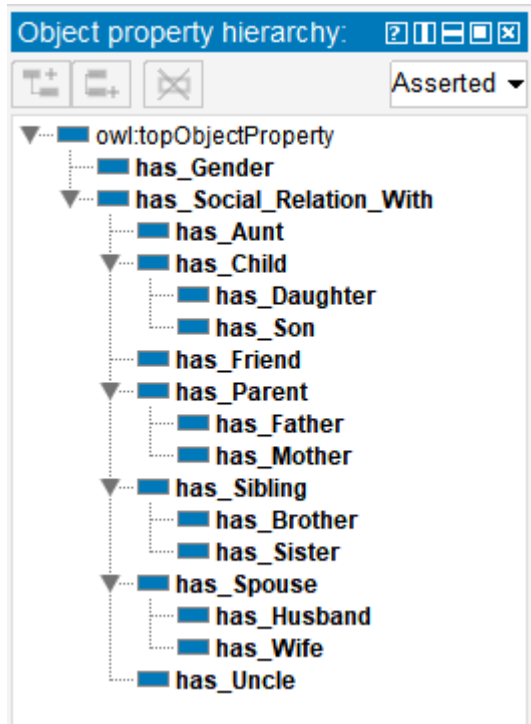 Object property hierarchy:
Asserted
owl:topObjectProperty
has_Gender
has_Social_Relation_With
has_Aunt
has_Child
has_Daughter
has_Son
has_Friend
has_Parent
has_Father
has_Mother
has_Sibling
has_Brother
has_Sister
has_Spouse
has_Husband
has_Wife
has_Uncle